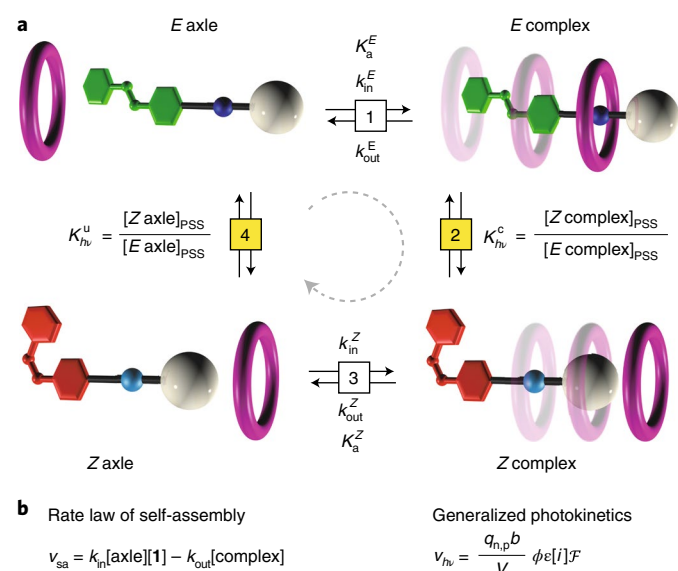 a
E axle
E complex
K_a^E
k_in^E
1
k_out^E
K_hν^u = [Z axle]_PSS / [E axle]_PSS
4
2
K_hν^c = [Z complex]_PSS / [E complex]_PSS
k_in^Z
3
k_out^Z
K_a^Z
Z axle
Z complex
b
Rate law of self-assembly
Generalized photokinetics
v_sa = k_in[axle][1] − k_out[complex]
v_hν = q_n,p b / V ϕε[i]ℱ